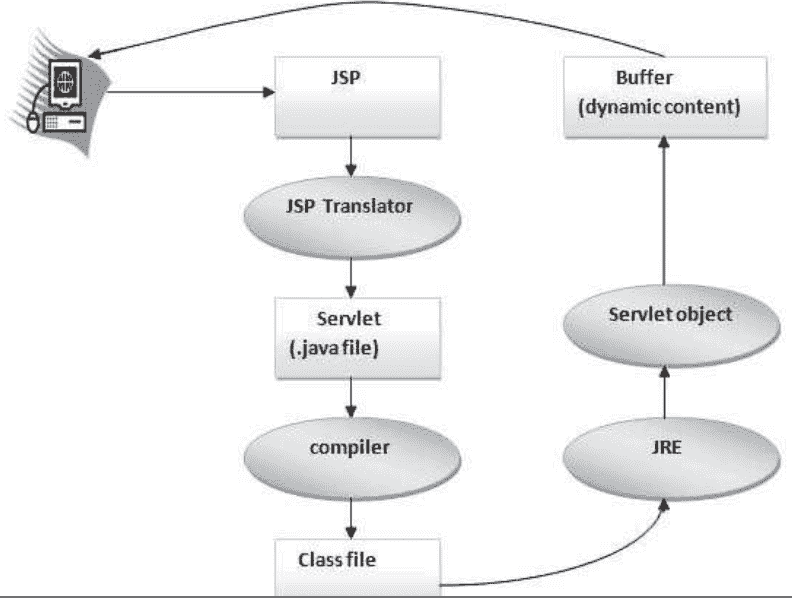 JSP
Buffer
(dynamic content)
JSP Translator
Servlet
(.java file)
Servlet object
compiler
JRE
Class file